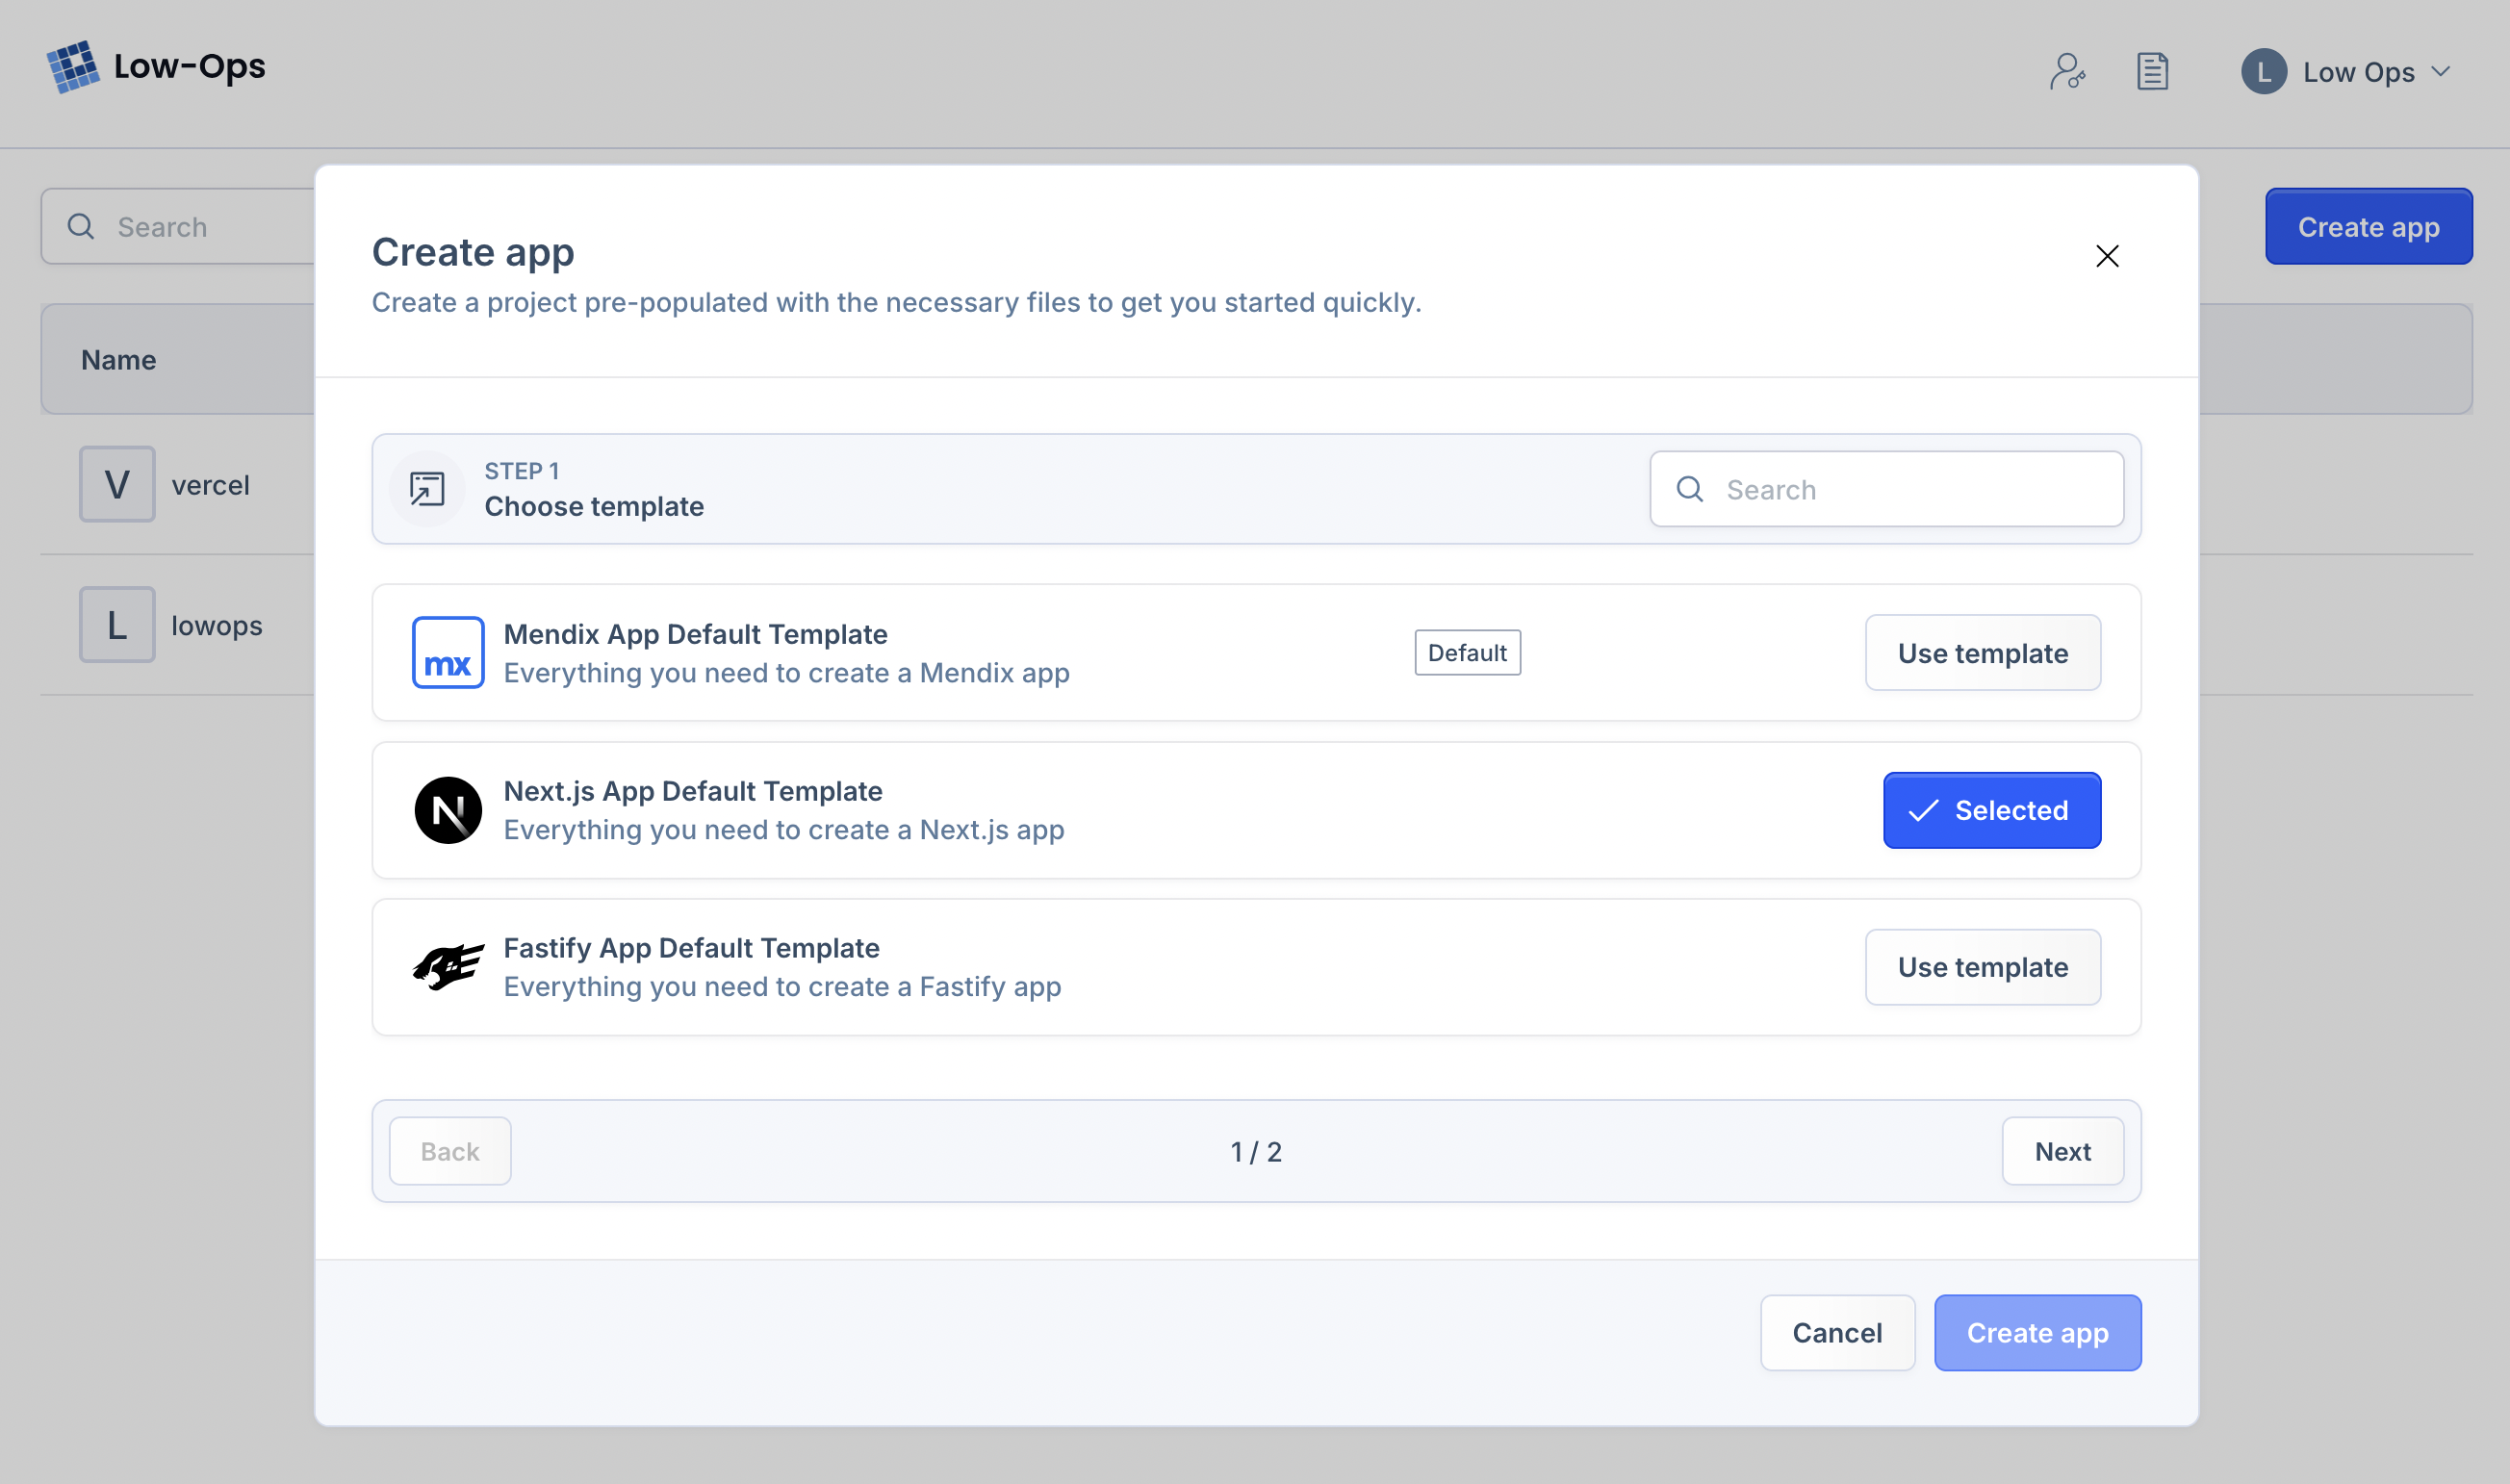 Low-Ops
L Low Ops
Search
Create app
Name
V vercel
L lowops
Create app
Create a project pre-populated with the necessary files to get you started quickly.
STEP 1
Choose template
Search
mx
Mendix App Default Template
Everything you need to create a Mendix app
Default
Use template
N
Next.js App Default Template
Everything you need to create a Next.js app
Selected
Fastify App Default Template
Everything you need to create a Fastify app
Use template
Back
1 / 2
Next
Cancel
Create app